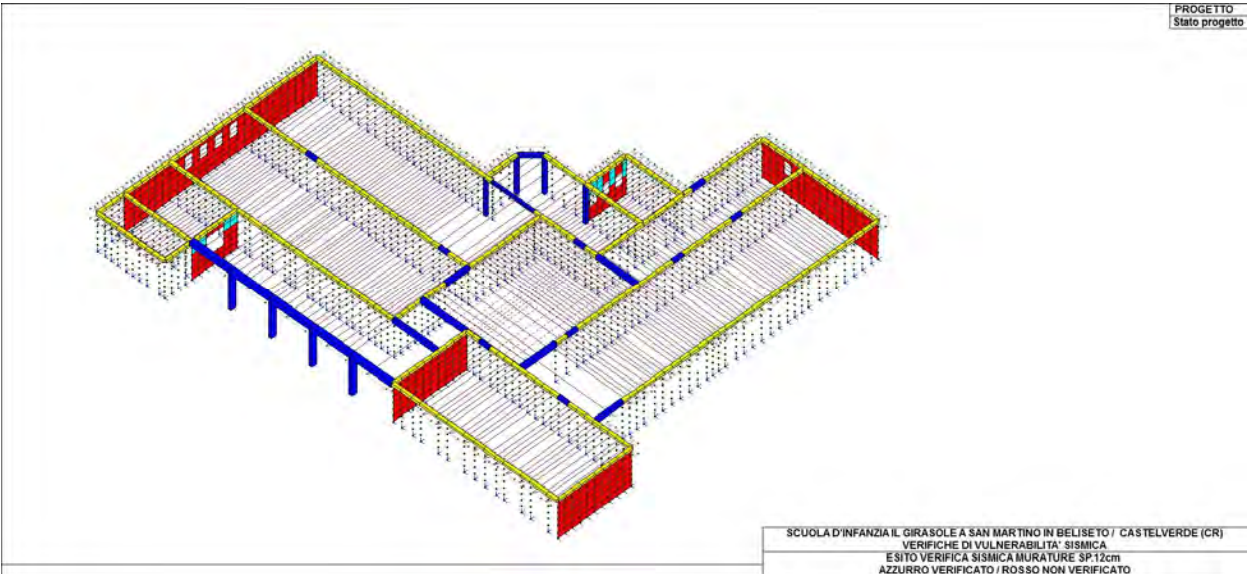 PROGETTO
Stato progetto
SCUOLA D'INFANZIA IL GIRASOLE A SAN MARTINO IN BELISETO / CASTELVERDE (CR)
VERIFICHE DI VULNERABILITA' SISMICA
ESITO VERIFICA SISMICA MURATURE SP.12cm
AZZURRO VERIFICATO / ROSSO NON VERIFICATO